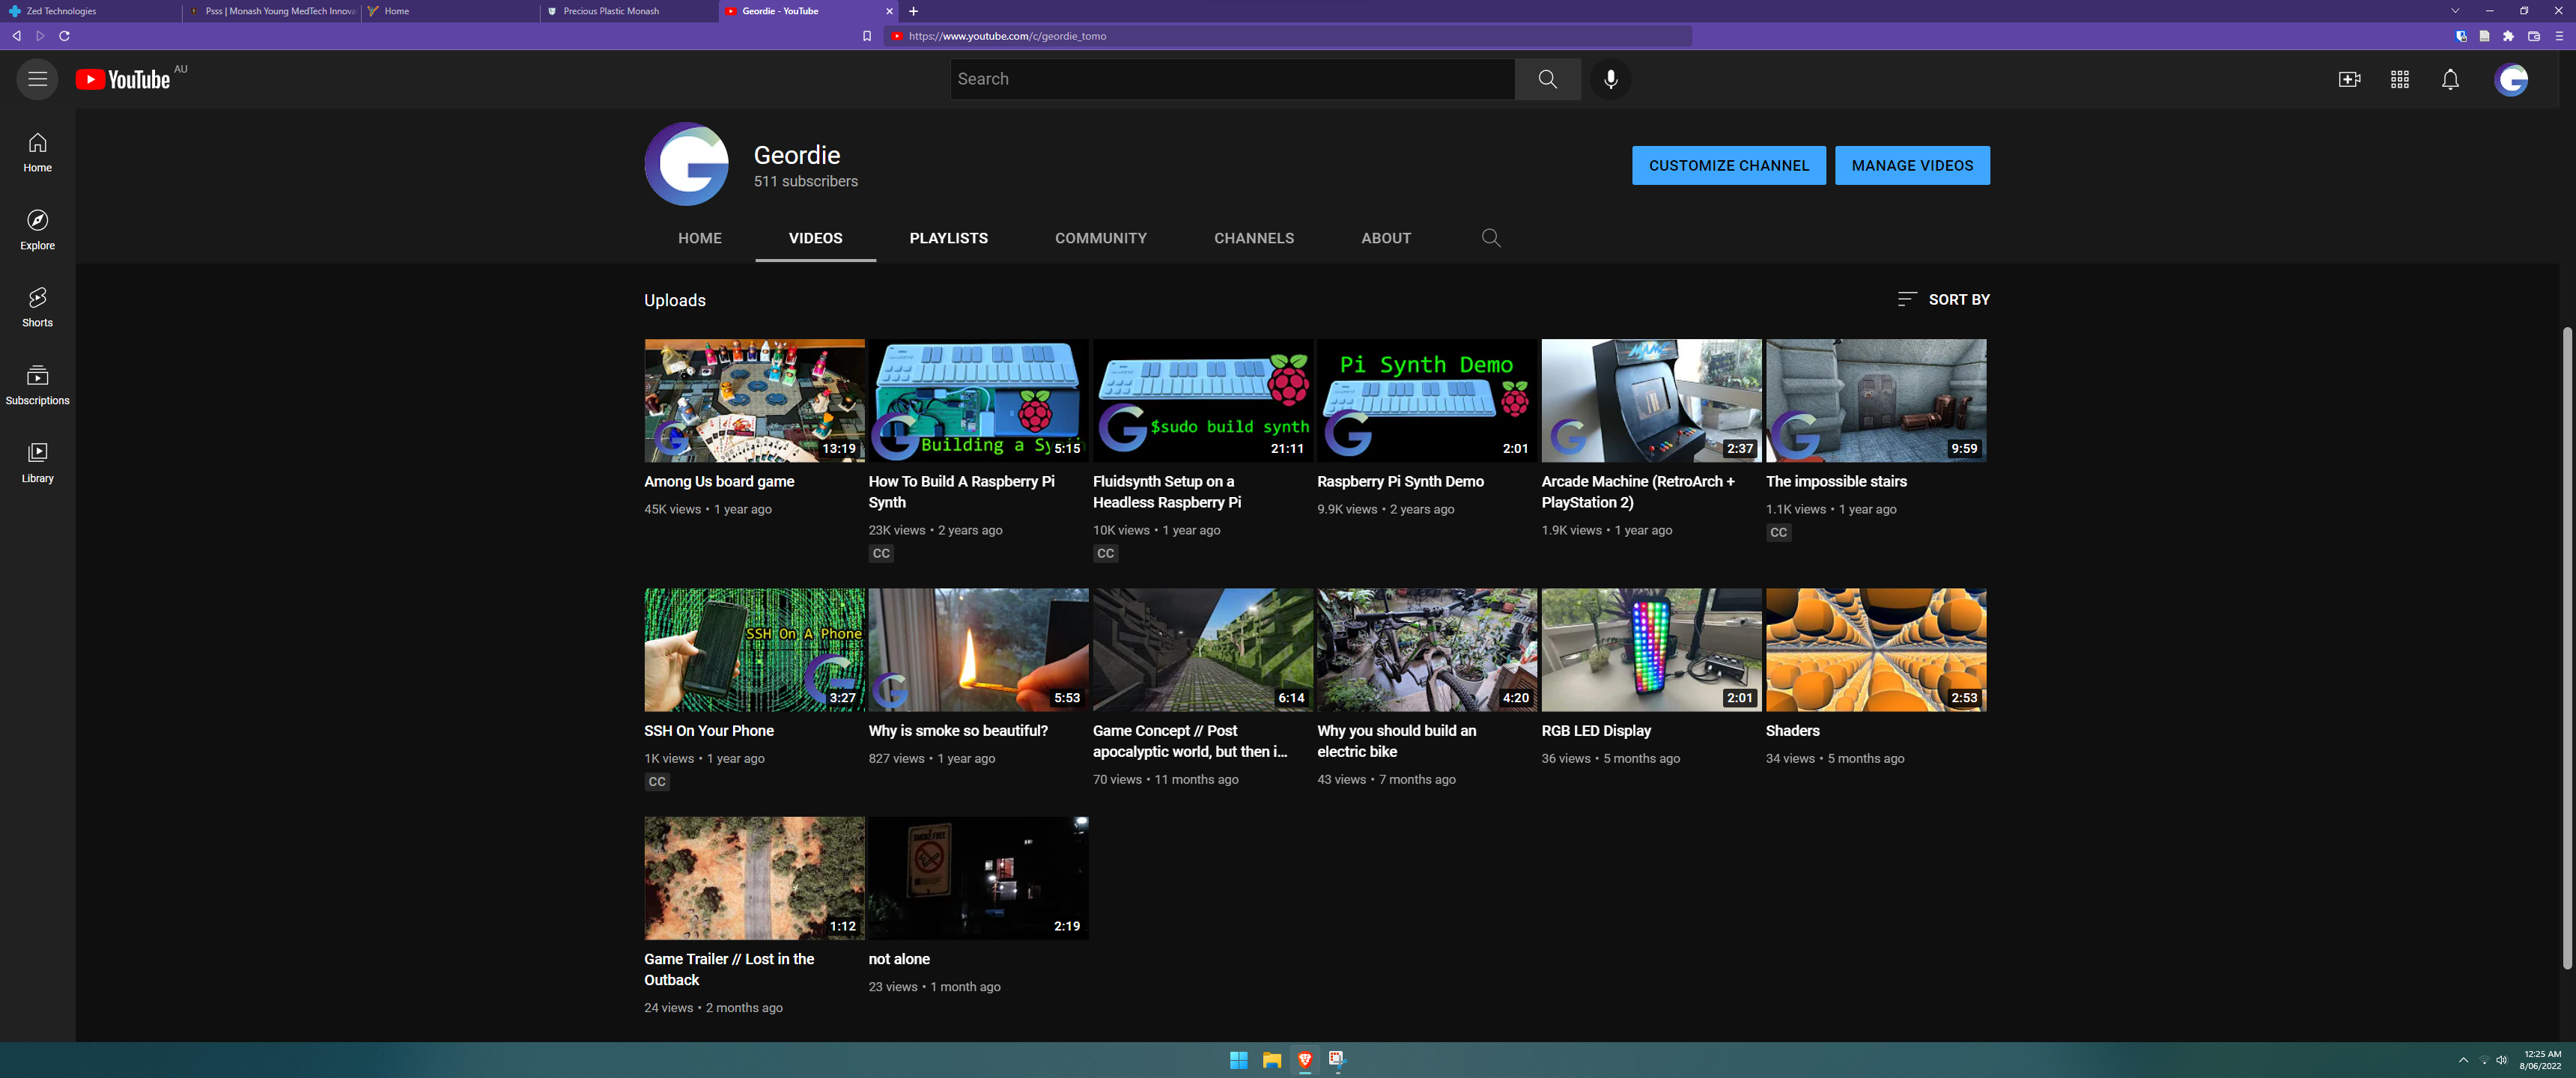 Zed Technologies
Psss | Monash Young MedTech Innova
Home
Precious Plastic Monash
Geordie - YouTube
https://www.youtube.com/c/geordie_tomo
YouTube AU
Search
Home
Explore
Shorts
Subscriptions
Library
Geordie
511 subscribers
CUSTOMIZE CHANNEL
MANAGE VIDEOS
HOME
VIDEOS
PLAYLISTS
COMMUNITY
CHANNELS
ABOUT
Uploads
SORT BY
13:19
Among Us board game
45K views • 1 year ago
Building a Sy
5:15
How To Build A Raspberry Pi
Synth
23K views • 2 years ago
CC
$sudo build synth
21:11
Fluidsynth Setup on a
Headless Raspberry Pi
10K views • 1 year ago
CC
Pi Synth Demo
2:01
Raspberry Pi Synth Demo
9.9K views • 2 years ago
2:37
Arcade Machine (RetroArch +
PlayStation 2)
1.9K views • 1 year ago
9:59
The impossible stairs
1.1K views • 1 year ago
CC
SSH On A Phone
3:27
SSH On Your Phone
1K views • 1 year ago
CC
5:53
Why is smoke so beautiful?
827 views • 1 year ago
6:14
Game Concept // Post
apocalyptic world, but then i...
70 views • 11 months ago
4:20
Why you should build an
electric bike
43 views • 7 months ago
2:01
RGB LED Display
36 views • 5 months ago
2:53
Shaders
34 views • 5 months ago
1:12
Game Trailer // Lost in the
Outback
24 views • 2 months ago
SMOKE FREE
2:19
not alone
23 views • 1 month ago
12:25 AM
8/06/2022